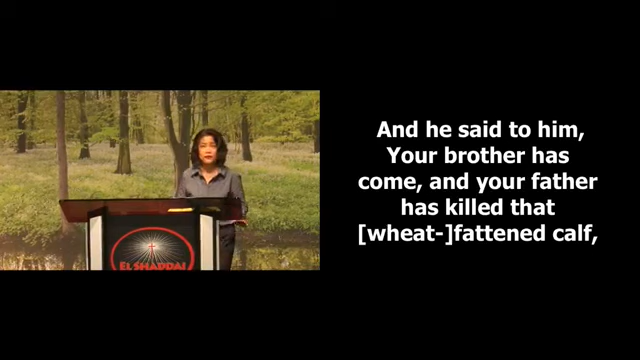 And he said to him,
Your brother has
come, and your father
has killed that
[wheat-]fattened calf,
EL SHADDAI